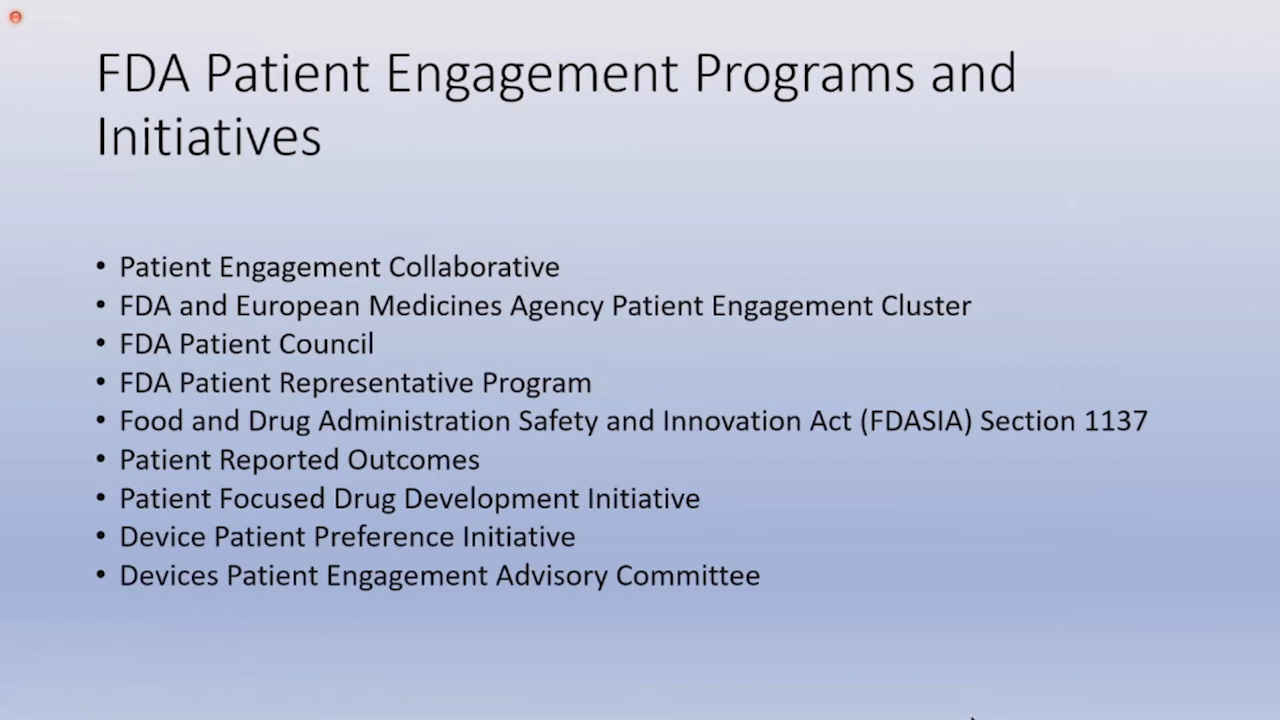 FDA Patient Engagement Programs and
Initiatives
• Patient Engagement Collaborative
• FDA and European Medicines Agency Patient Engagement Cluster
• FDA Patient Council
• FDA Patient Representative Program
• Food and Drug Administration Safety and Innovation Act (FDASIA) Section 1137
• Patient Reported Outcomes
• Patient Focused Drug Development Initiative
• Device Patient Preference Initiative
• Devices Patient Engagement Advisory Committee